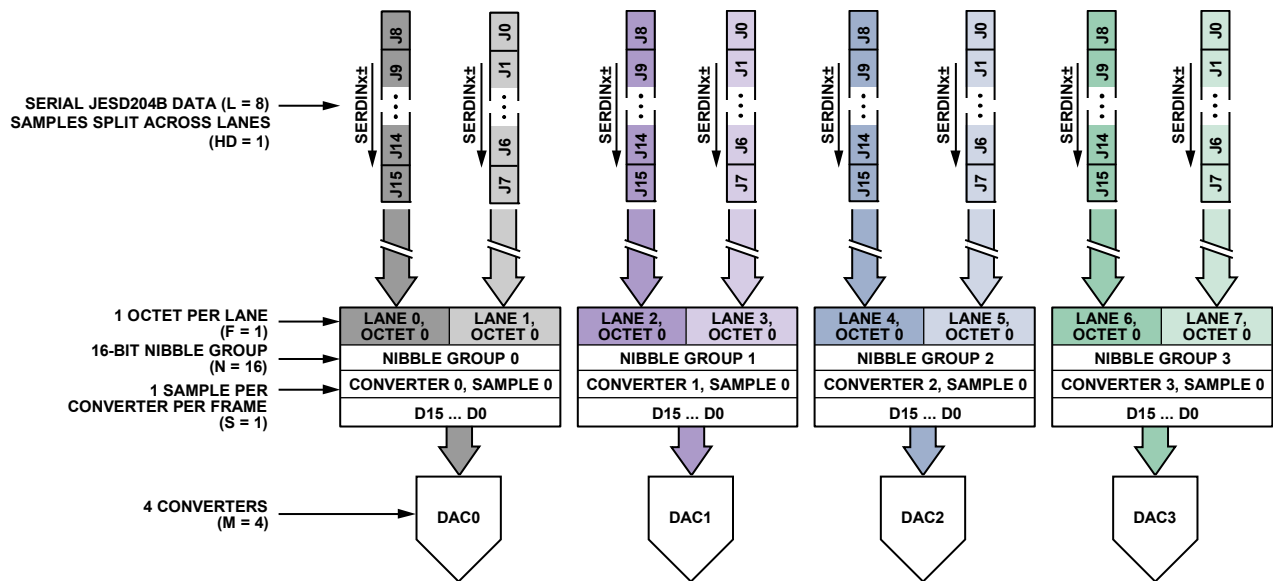 SERIAL JESD204B DATA (L = 8)
SAMPLES SPLIT ACROSS LANES
(HD = 1)
SERDINx±
J8
J9
...
J14
J15
SERDINx±
J0
J1
...
J6
J7
SERDINx±
J8
J9
...
J14
J15
SERDINx±
J0
J1
...
J6
J7
SERDINx±
J8
J9
...
J14
J15
SERDINx±
J0
J1
...
J6
J7
SERDINx±
J8
J9
...
J14
J15
SERDINx±
J0
J1
...
J6
J7
1 OCTET PER LANE
(F = 1)
LANE 0,
OCTET 0
LANE 1,
OCTET 0
LANE 2,
OCTET 0
LANE 3,
OCTET 0
LANE 4,
OCTET 0
LANE 5,
OCTET 0
LANE 6,
OCTET 0
LANE 7,
OCTET 0
16-BIT NIBBLE GROUP
(N = 16)
NIBBLE GROUP 0
NIBBLE GROUP 1
NIBBLE GROUP 2
NIBBLE GROUP 3
1 SAMPLE PER
CONVERTER PER FRAME
(S = 1)
CONVERTER 0, SAMPLE 0
CONVERTER 1, SAMPLE 0
CONVERTER 2, SAMPLE 0
CONVERTER 3, SAMPLE 0
D15 ... D0
D15 ... D0
D15 ... D0
D15 ... D0
4 CONVERTERS
(M = 4)
DAC0
DAC1
DAC2
DAC3